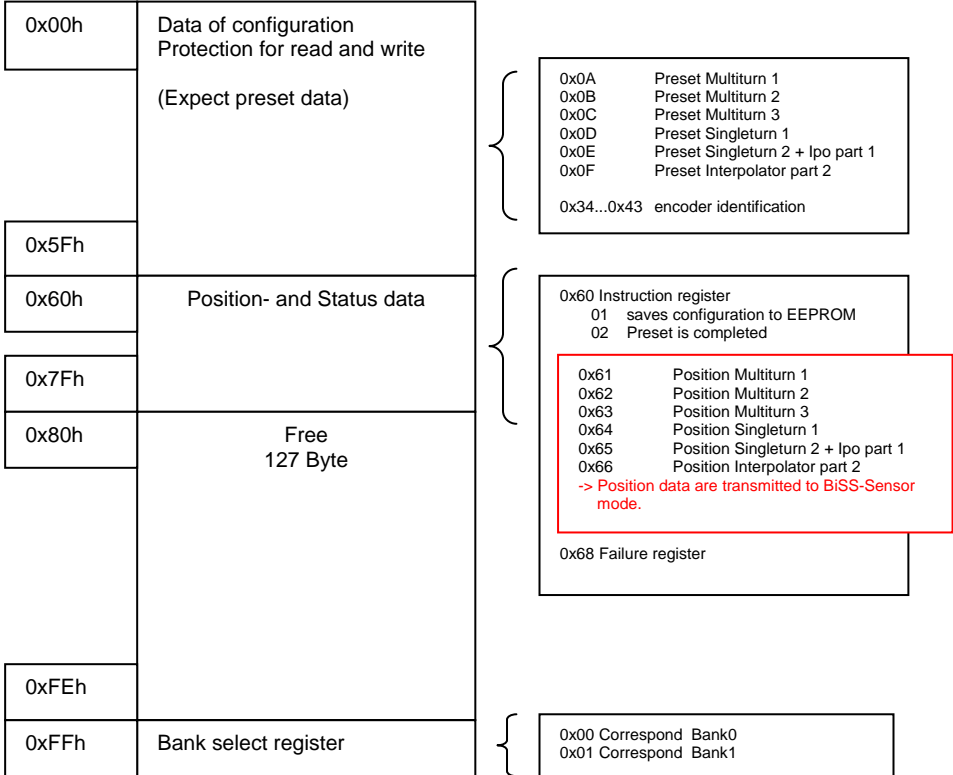 0x00h
Data of configuration
Protection for read and write
(Expect preset data)
0x0A Preset Multiturn 1
0x0B Preset Multiturn 2
0x0C Preset Multiturn 3
0x0D Preset Singleturn 1
0x0E Preset Singleturn 2 + Ipo part 1
0x0F Preset Interpolator part 2
0x34...0x43 encoder identification
0x5Fh
0x60h
Position- and Status data
0x60 Instruction register
01 saves configuration to EEPROM
02 Preset is completed
0x7Fh
0x61 Position Multiturn 1
0x62 Position Multiturn 2
0x63 Position Multiturn 3
0x64 Position Singleturn 1
0x65 Position Singleturn 2 + Ipo part 1
0x66 Position Interpolator part 2
-> Position data are transmitted to BiSS-Sensor
mode.
0x68 Failure register
0x80h
Free
127 Byte
0xFEh
0xFFh
Bank select register
0x00 Correspond Bank0
0x01 Correspond Bank1